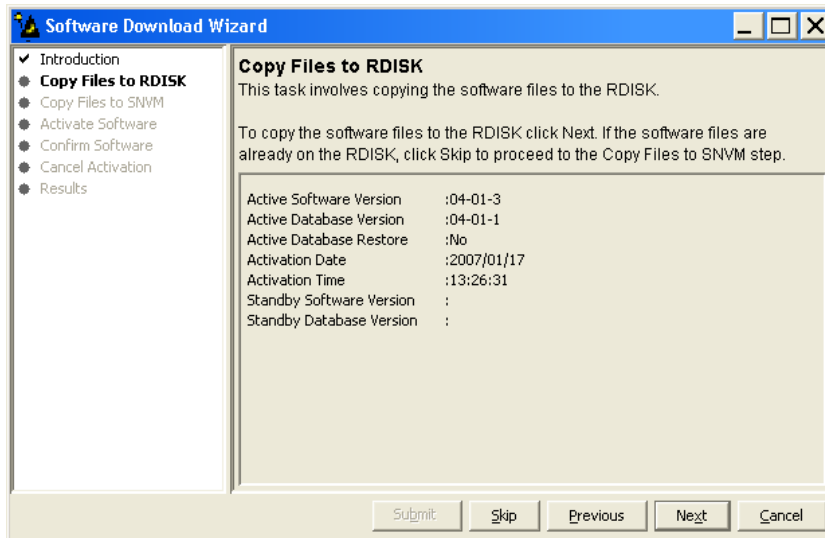 Software Download Wizard
Introduction
Copy Files to RDISK
Copy Files to SNVM
Activate Software
Confirm Software
Cancel Activation
Results
Copy Files to RDISK
This task involves copying the software files to the RDISK.
To copy the software files to the RDISK click Next. If the software files are
already on the RDISK, click Skip to proceed to the Copy Files to SNVM step.
Active Software Version :04-01-3
Active Database Version :04-01-1
Active Database Restore :No
Activation Date :2007/01/17
Activation Time :13:26:31
Standby Software Version :
Standby Database Version :
Submit Skip Previous Next Cancel